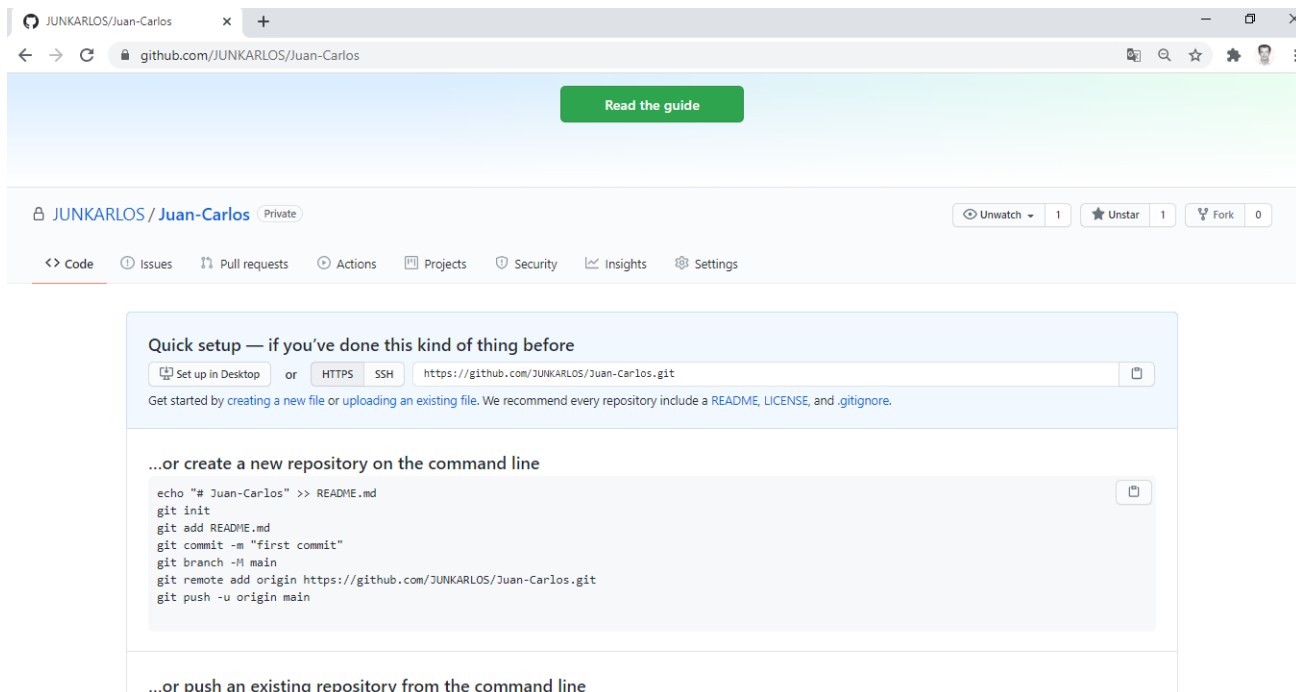 JUNKARLOS/Juan-Carlos
github.com/JUNKARLOS/Juan-Carlos
Read the guide
JUNKARLOS / Juan-Carlos Private
Unwatch 1 Unstar 1 Fork 0
<> Code Issues Pull requests Actions Projects Security Insights Settings
Quick setup — if you’ve done this kind of thing before
Set up in Desktop or HTTPS SSH https://github.com/JUNKARLOS/Juan-Carlos.git
Get started by creating a new file or uploading an existing file. We recommend every repository include a README, LICENSE, and .gitignore.
…or create a new repository on the command line
echo "# Juan-Carlos" >> README.md
git init
git add README.md
git commit -m "first commit"
git branch -M main
git remote add origin https://github.com/JUNKARLOS/Juan-Carlos.git
git push -u origin main
…or push an existing repository from the command line